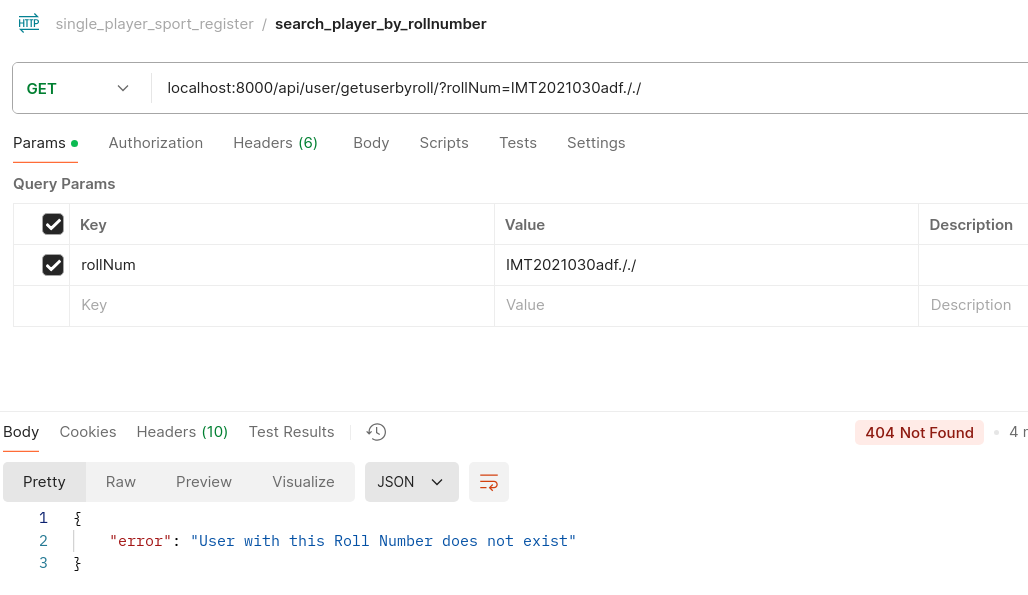 HTTP single_player_sport_register / search_player_by_rollnumber
GET localhost:8000/api/user/getuserbyroll/?rollNum=IMT2021030adf././
Params Authorization Headers (6) Body Scripts Tests Settings
Query Params
Key Value Description
rollNum IMT2021030adf././
Key Value Description
Body Cookies Headers (10) Test Results 404 Not Found 4
Pretty Raw Preview Visualize JSON
1 {
2 "error": "User with this Roll Number does not exist"
3 }